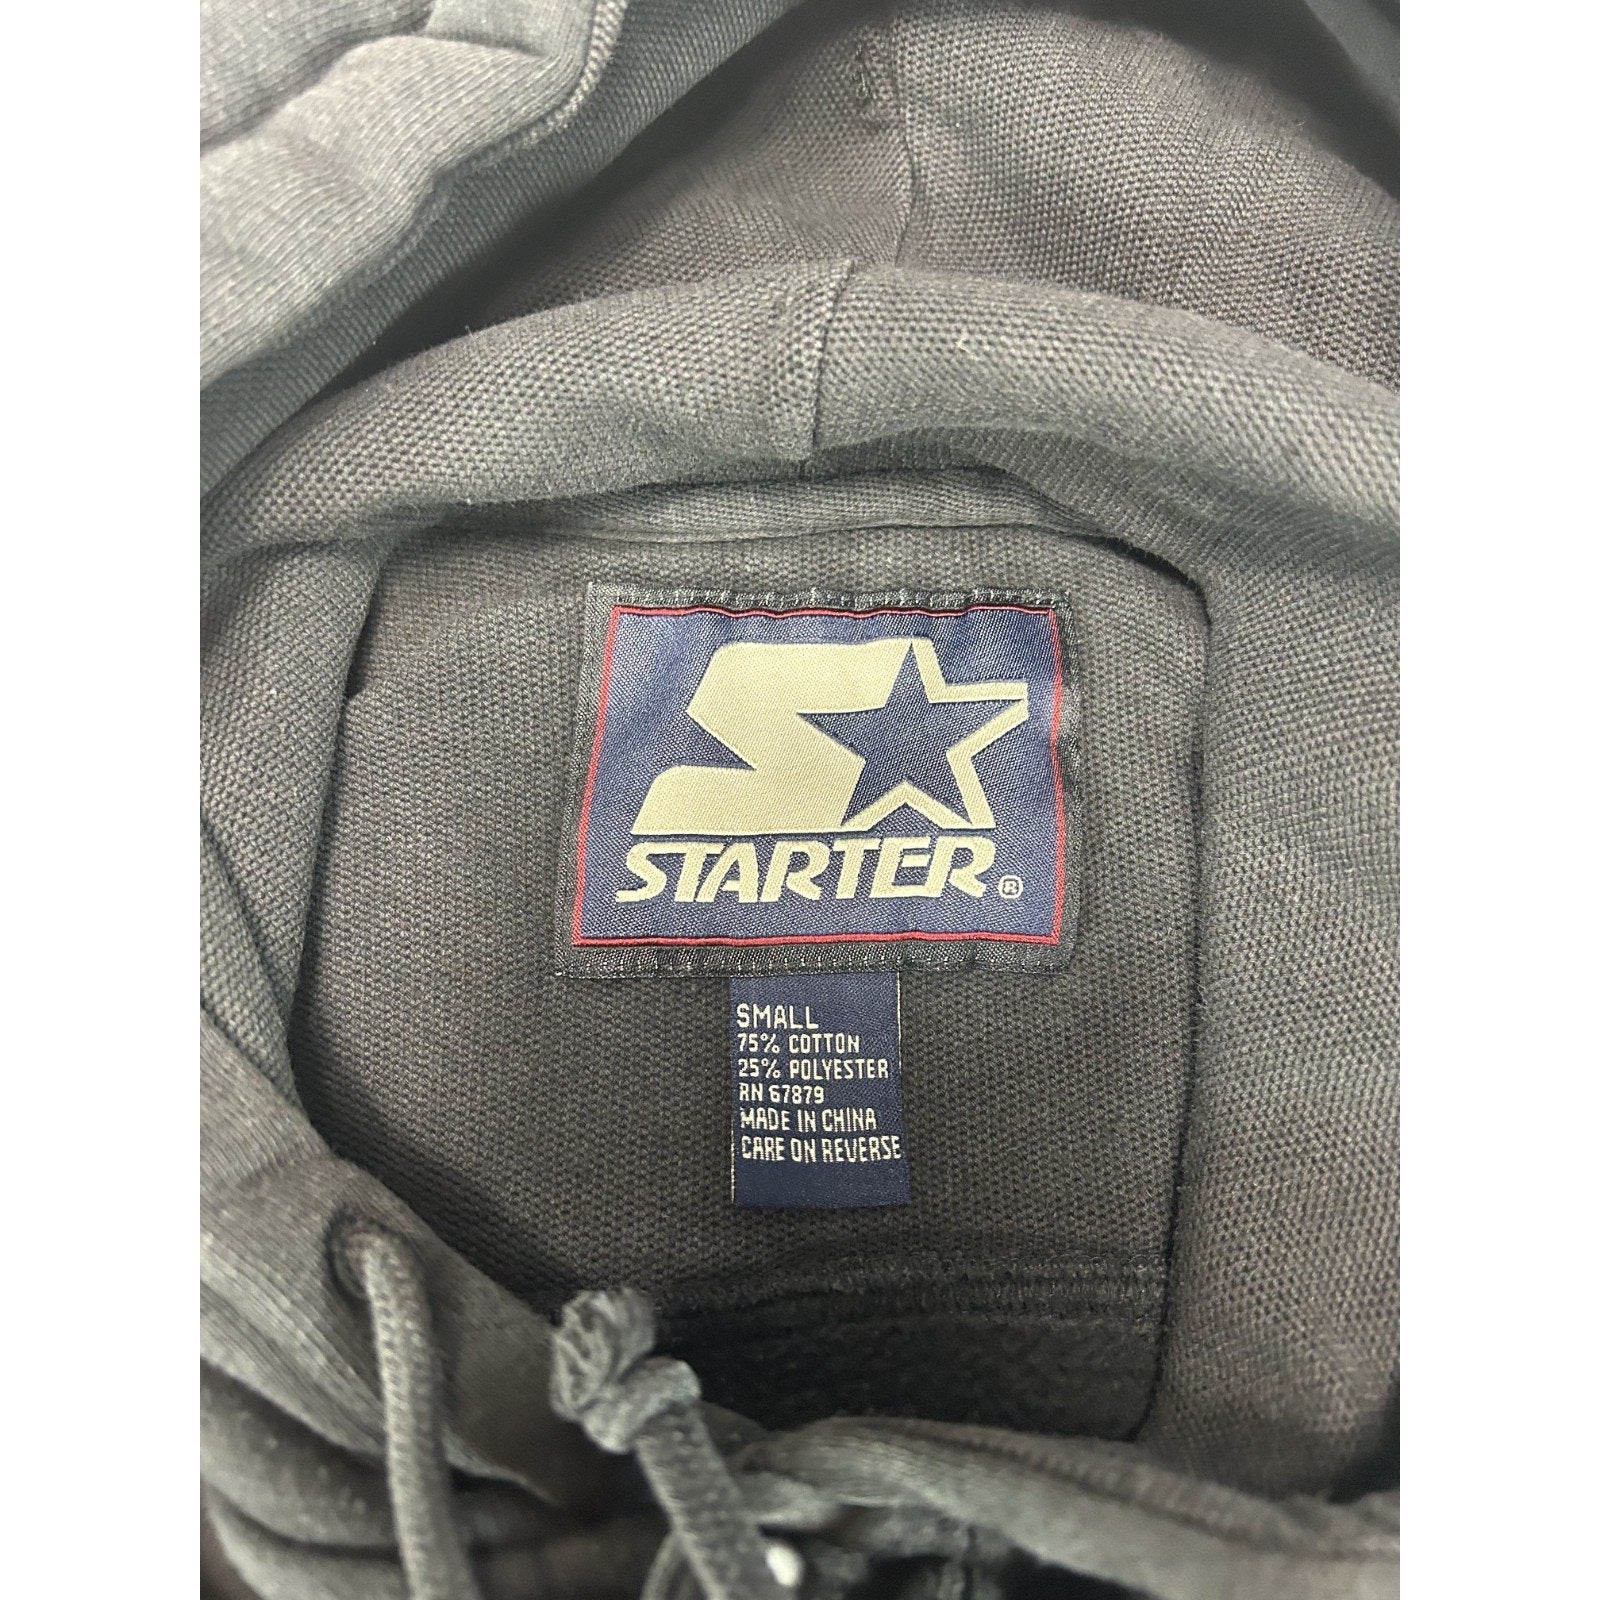 STARTER®
SMALL
75% COTTON
25% POLYESTER
RN 67879
MADE IN CHINA
CARE ON REVERSE